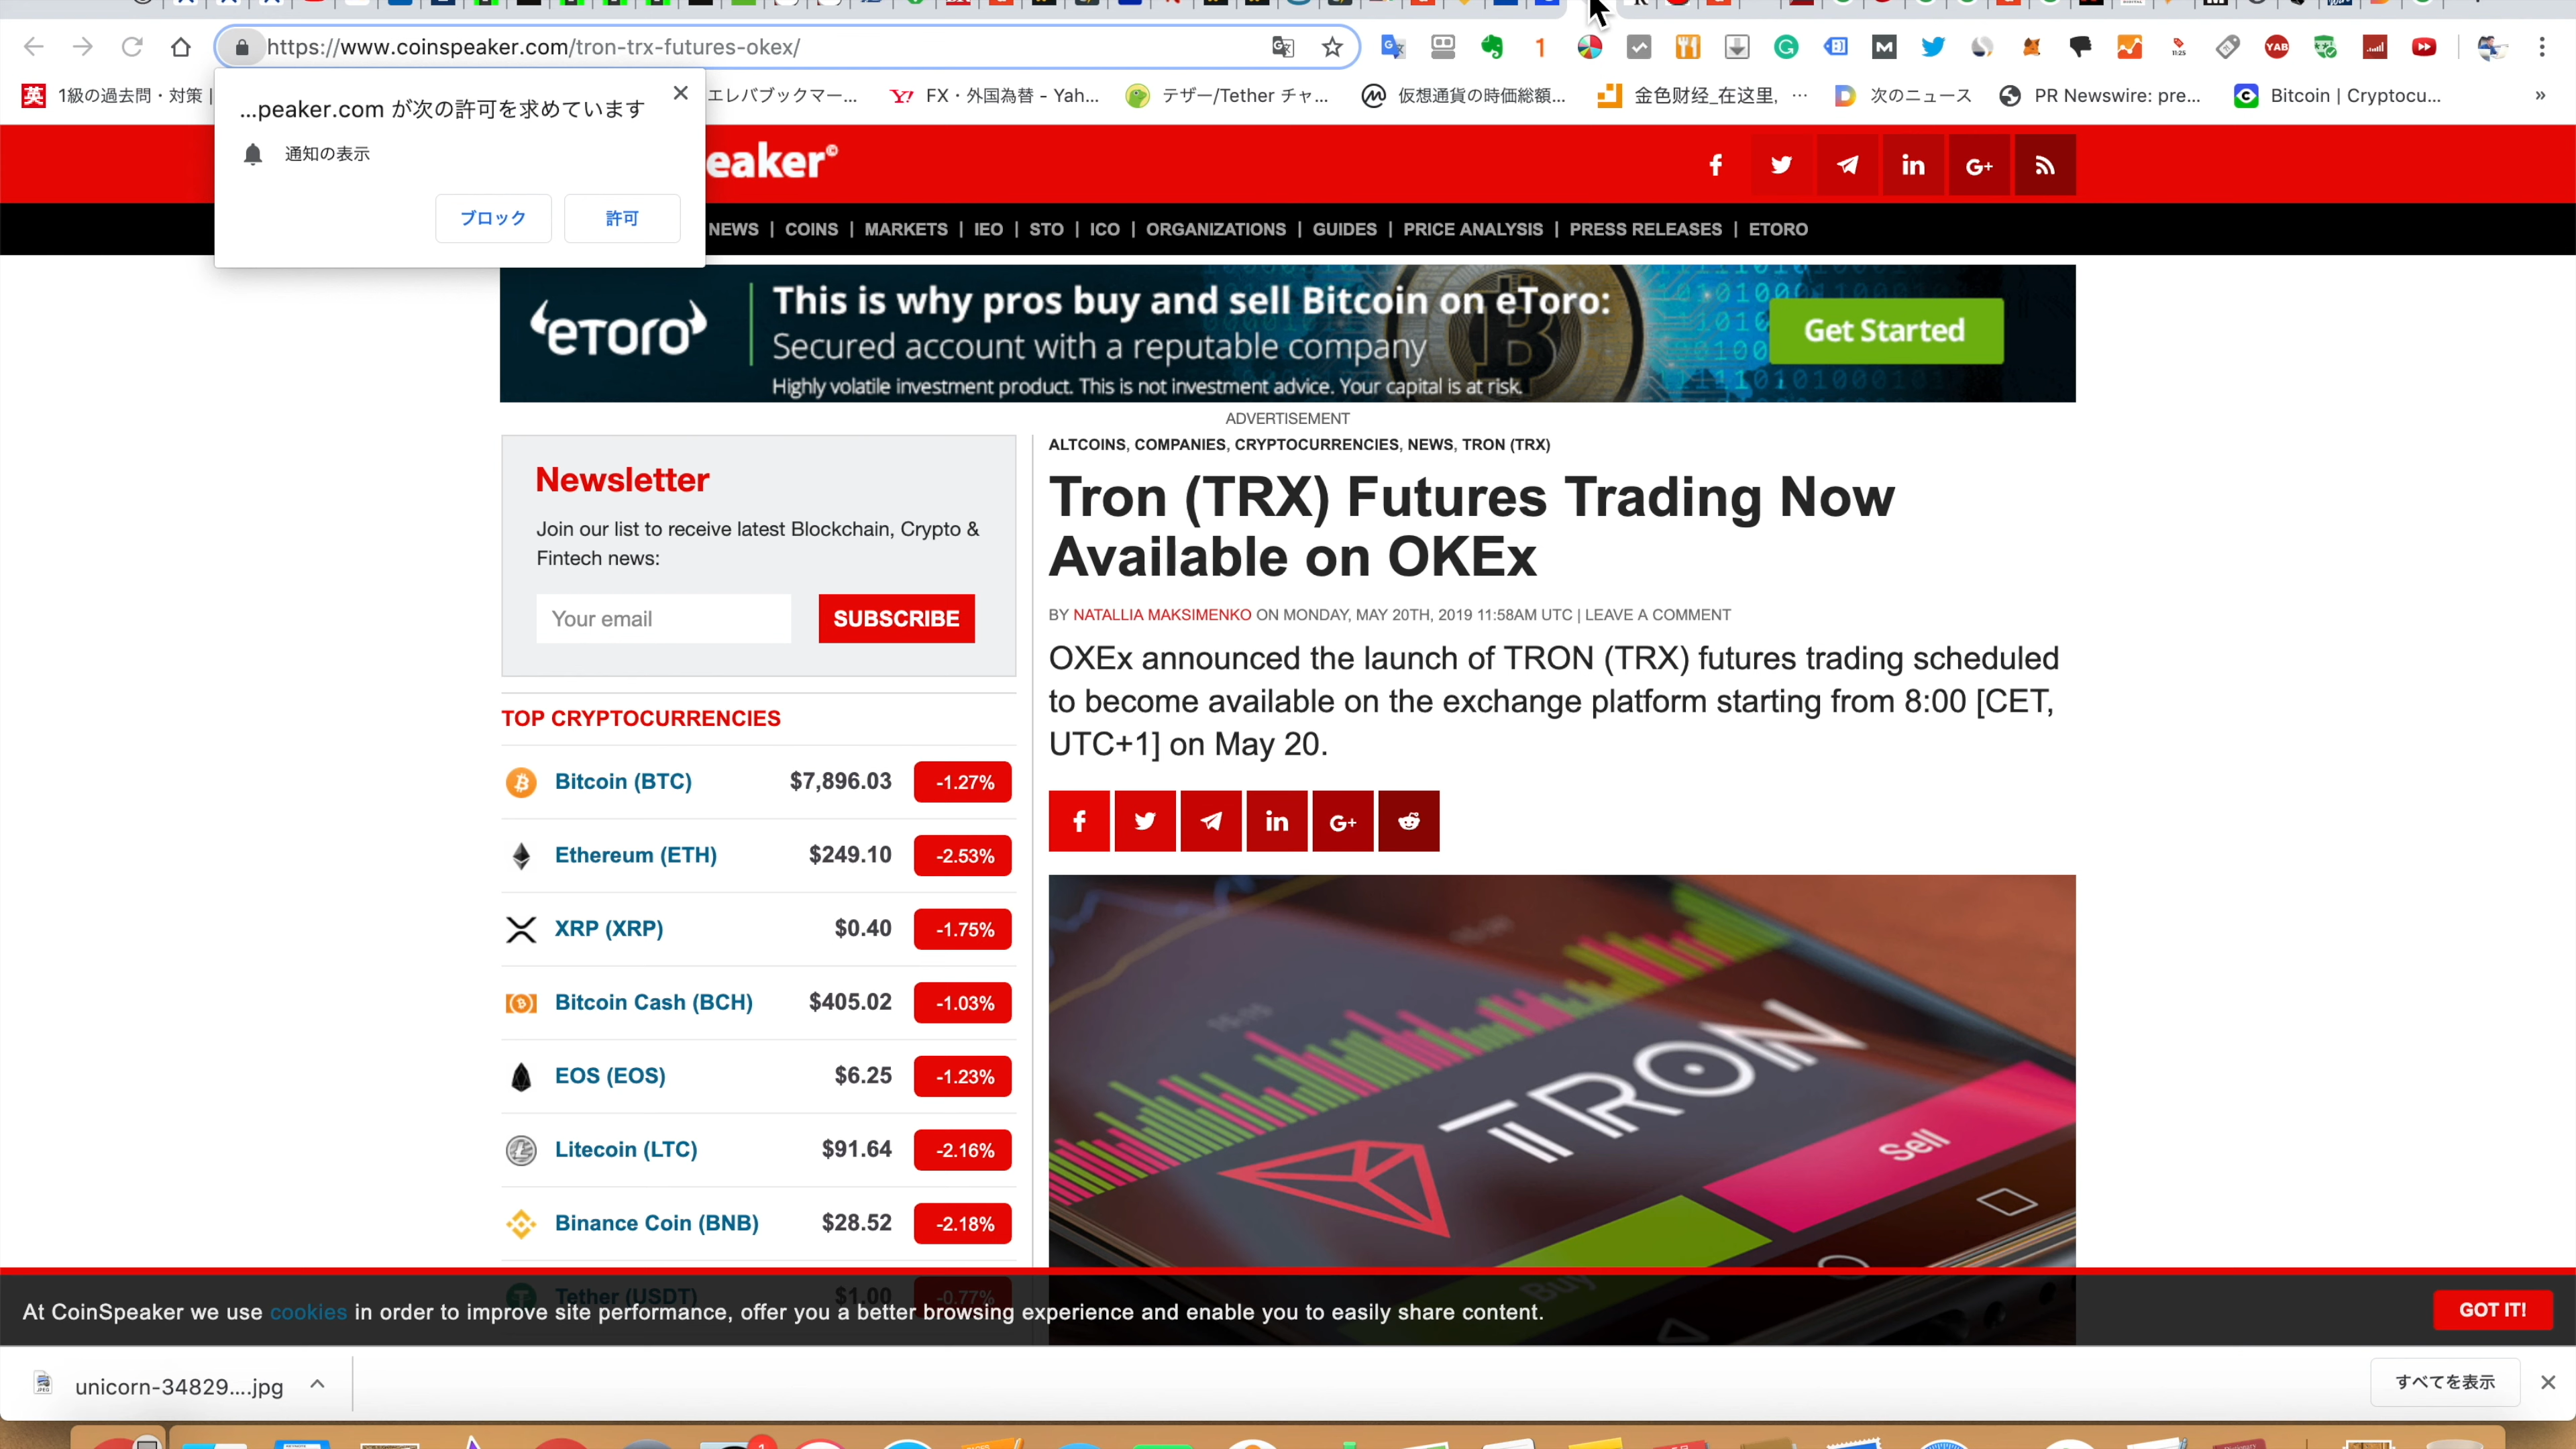 https://www.coinspeaker.com/tron-trx-futures-okex/
1級の過去問・対策
エレバブックマー...
FX・外国為替 - Yah...
テザー/Tether チャ...
仮想通貨の時価総額...
金色财经_在这里, ...
次のニュース
PR Newswire: pre...
Bitcoin | Cryptocu...
»
...peaker.com が次の許可を求めています
通知の表示
ブロック
許可
eaker
NEWS | COINS | MARKETS | IEO | STO | ICO | ORGANIZATIONS | GUIDES | PRICE ANALYSIS | PRESS RELEASES | ETORO
eToro
This is why pros buy and sell Bitcoin on eToro:
Secured account with a reputable company
Highly volatile investment product. This is not investment advice. Your capital is at risk.
Get Started
ADVERTISEMENT
Newsletter
Join our list to receive latest Blockchain, Crypto &
Fintech news:
Your email
SUBSCRIBE
TOP CRYPTOCURRENCIES
Bitcoin (BTC) $7,896.03 -1.27%
Ethereum (ETH) $249.10 -2.53%
XRP (XRP) $0.40 -1.75%
Bitcoin Cash (BCH) $405.02 -1.03%
EOS (EOS) $6.25 -1.23%
Litecoin (LTC) $91.64 -2.16%
Binance Coin (BNB) $28.52 -2.18%
Tether (USDT) $1.00 -0.77%
ALTCOINS, COMPANIES, CRYPTOCURRENCIES, NEWS, TRON (TRX)
Tron (TRX) Futures Trading Now
Available on OKEx
BY NATALLIA MAKSIMENKO ON MONDAY, MAY 20TH, 2019 11:58AM UTC | LEAVE A COMMENT
OXEx announced the launch of TRON (TRX) futures trading scheduled
to become available on the exchange platform starting from 8:00 [CET,
UTC+1] on May 20.
TRON
Sell
Buy
At CoinSpeaker we use cookies in order to improve site performance, offer you a better browsing experience and enable you to easily share content.
GOT IT!
unicorn-34829....jpg
すべてを表示